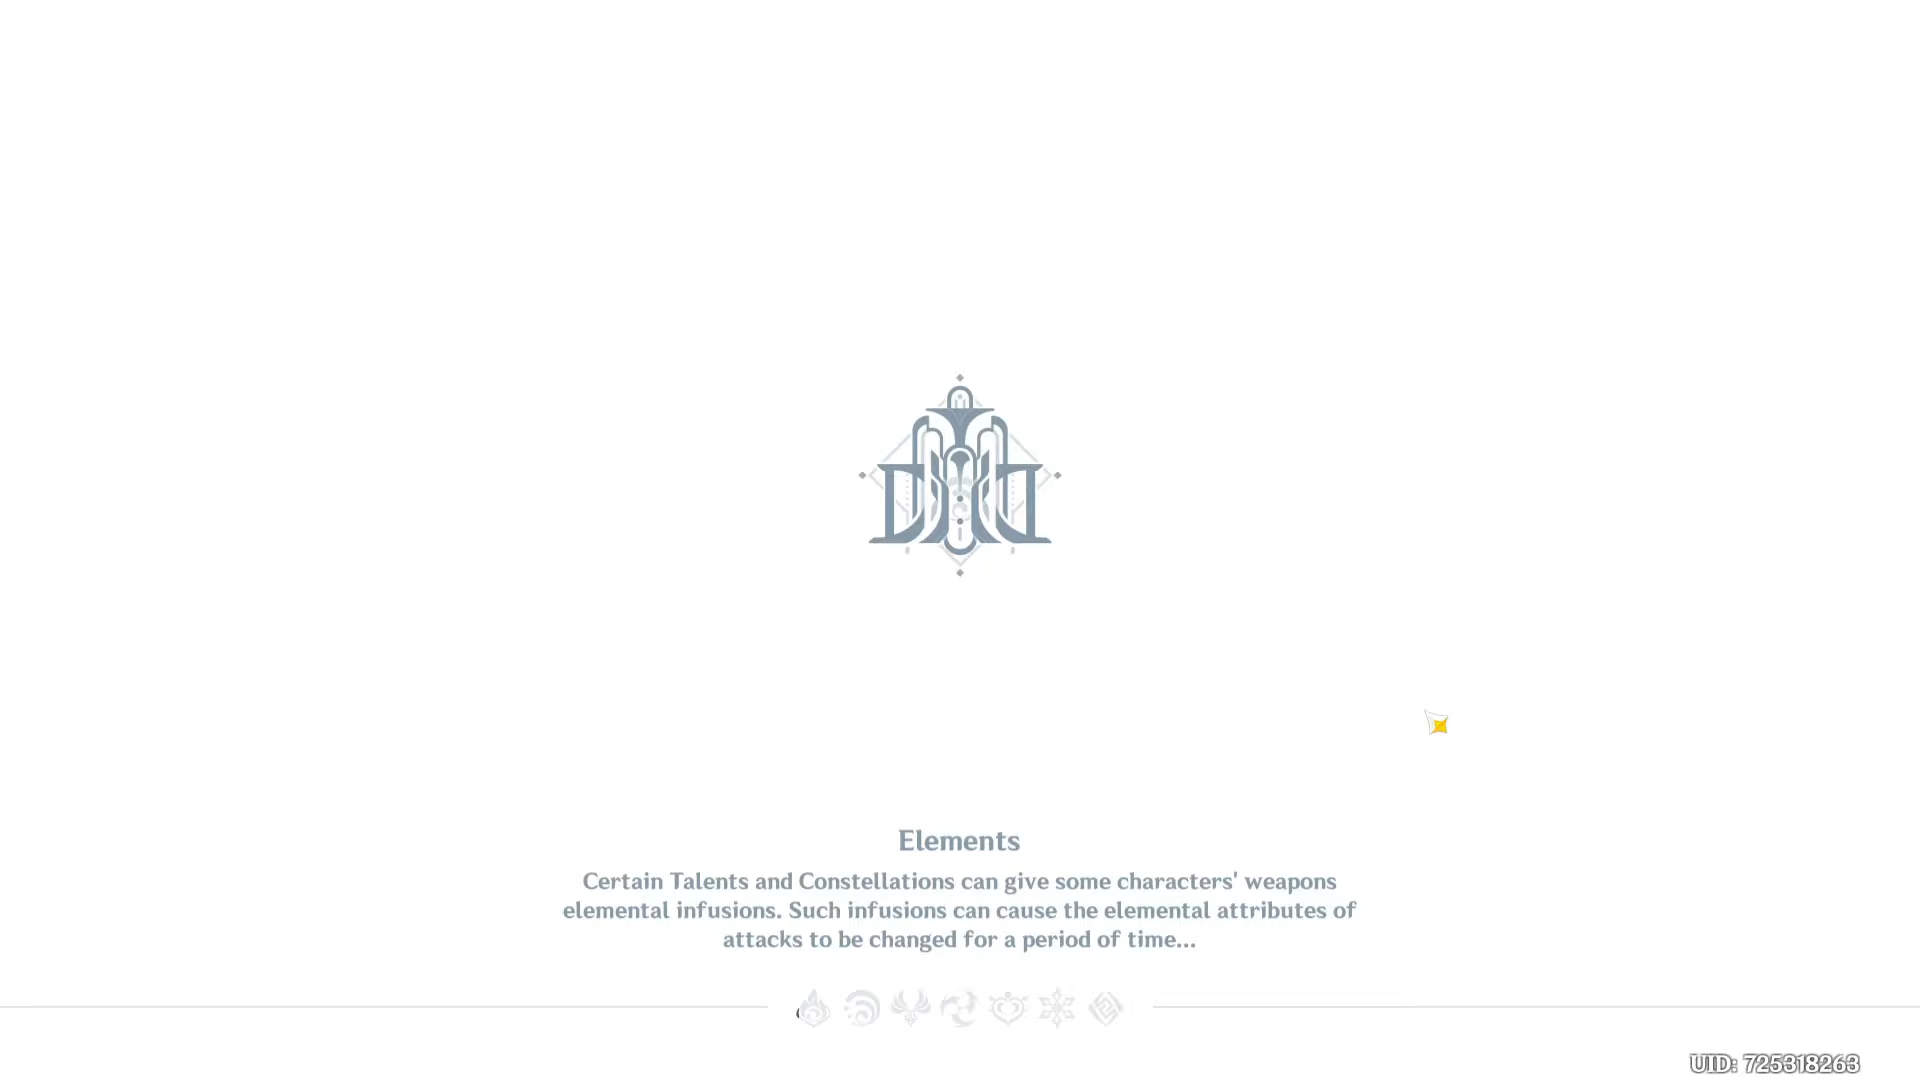 Elements
Certain Talents and Constellations can give some characters' weapons
elemental infusions. Such infusions can cause the elemental attributes of
attacks to be changed for a period of time...
UID: 725318263